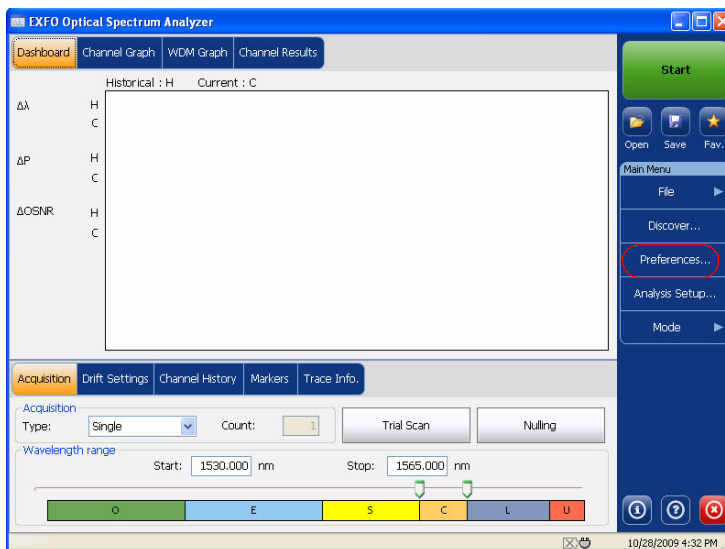 EXFO Optical Spectrum Analyzer
Dashboard Channel Graph WDM Graph Channel Results
Historical : H Current : C
Δλ H
C
ΔP H
C
ΔOSNR H
C
Start
Open Save Fav.
Main Menu
File
Discover...
Preferences...
Analysis Setup...
Mode
Acquisition Drift Settings Channel History Markers Trace Info.
Acquisition
Type: Single Count: 1 Trial Scan Nulling
Wavelength range
Start: 1530.000 nm Stop: 1565.000 nm
O E S C L U
10/28/2009 4:32 PM